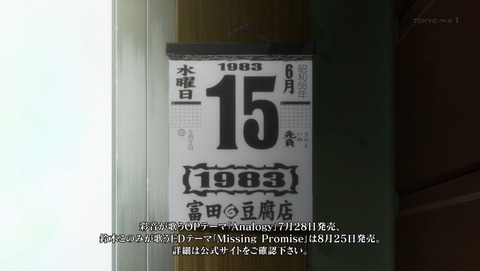 TOKYO MX 1
1983
水曜日
6月
昭和58年
15
先負
1983
富田 豆腐店
彩音が歌うOPテーマ「Analogy」7月28日発売、
鈴木このみが歌うEDテーマ「Missing Promise」は8月25日発売。
詳細は公式サイトをご確認下さい。